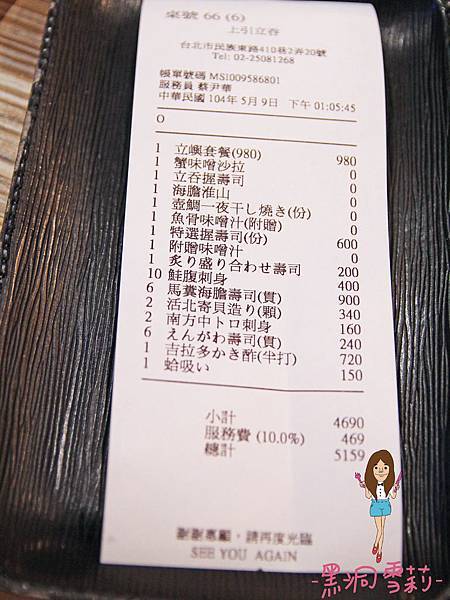 桌號 66 (6)
上引立吞
台北市民族東路410巷2弄20號
Tel: 02-25081268
帳單號碼 MSI009586801
服務員 蔡尹華
中華民國 104年 5月 9日 下午 01:05:45
O
1 立嶼套餐(980) 980
1 蟹味噌沙拉 0
1 立吞握壽司 0
1 海膽淮山 0
1 壺鯛一夜干し燒き(份) 0
1 魚骨味噌汁(附贈) 0
1 特選握壽司(份) 600
1 附贈味噌汁 0
1 炙り盛り合わせ壽司 200
10 鮭腹刺身 400
6 馬糞海膽壽司(貫) 900
2 活北寄貝造り(顆) 340
2 南方中トロ刺身 160
6 えんがわ壽司(貫) 240
1 吉拉多かき酢(半打) 720
1 蛤吸い 150
小計 4690
服務費 (10.0%) 469
總計 5159
謝謝惠顧，請再度光臨
SEE YOU AGAIN
-黑洞雪莉-